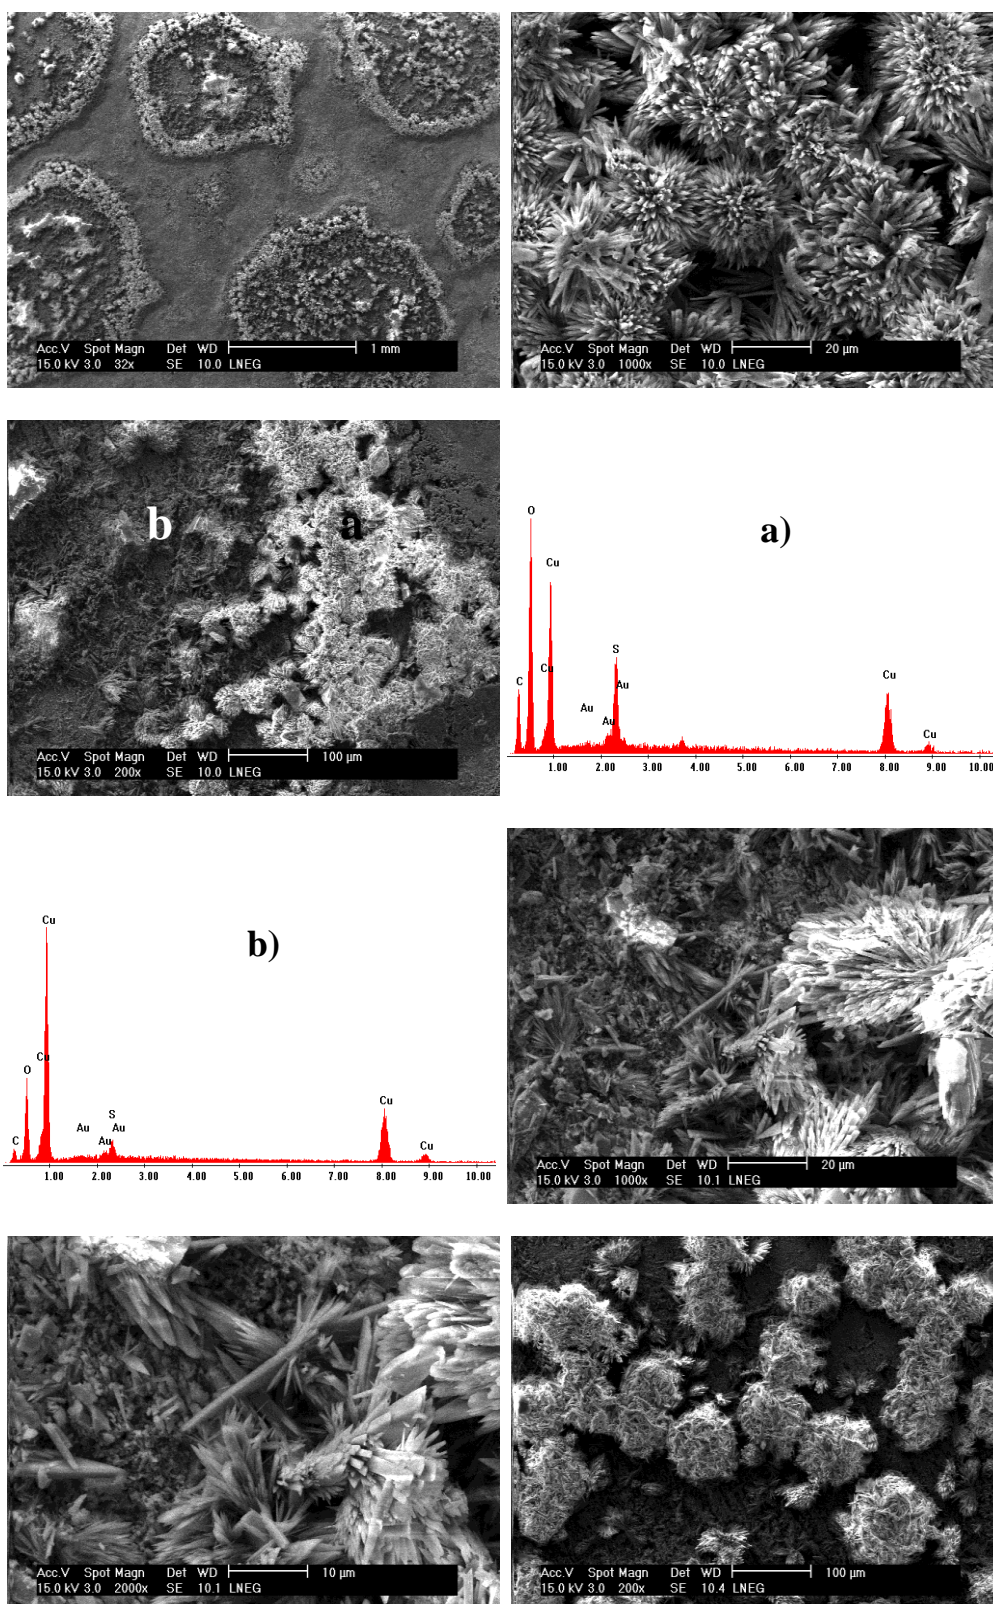 Acc.V Spot Magn Det WD 1 mm
15.0 kV 3.0 32x SE 10.0 LNEG
Acc.V Spot Magn Det WD 20 µm
15.0 kV 3.0 1000x SE 10.0 LNEG
b a
Acc.V Spot Magn Det WD 100 µm
15.0 kV 3.0 200x SE 10.0 LNEG
a)
O
Cu
Cu
C
S
Au
Au
Au
Cu
Cu
1.00 2.00 3.00 4.00 5.00 6.00 7.00 8.00 9.00 10.00
b)
Cu
Cu
O
C
Au
S
Au
Au
Cu
Cu
1.00 2.00 3.00 4.00 5.00 6.00 7.00 8.00 9.00 10.00
Acc.V Spot Magn Det WD 20 µm
15.0 kV 3.0 1000x SE 10.1 LNEG
Acc.V Spot Magn Det WD 10 µm
15.0 kV 3.0 2000x SE 10.1 LNEG
Acc.V Spot Magn Det WD 100 µm
15.0 kV 3.0 200x SE 10.4 LNEG